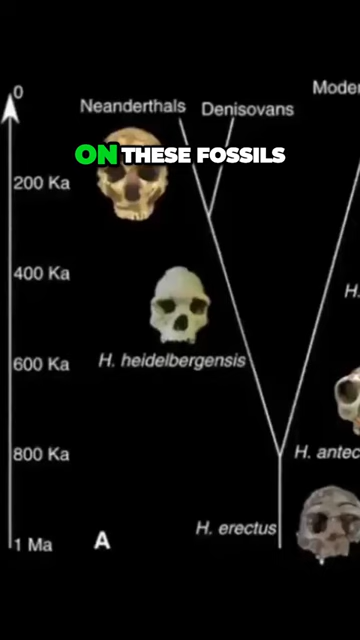 0
Neanderthals
Denisovans
ON THESE FOSSILS
200 Ka
400 Ka
H. heidelbergensis
600 Ka
800 Ka
H. erectus
1 Ma
A
H.